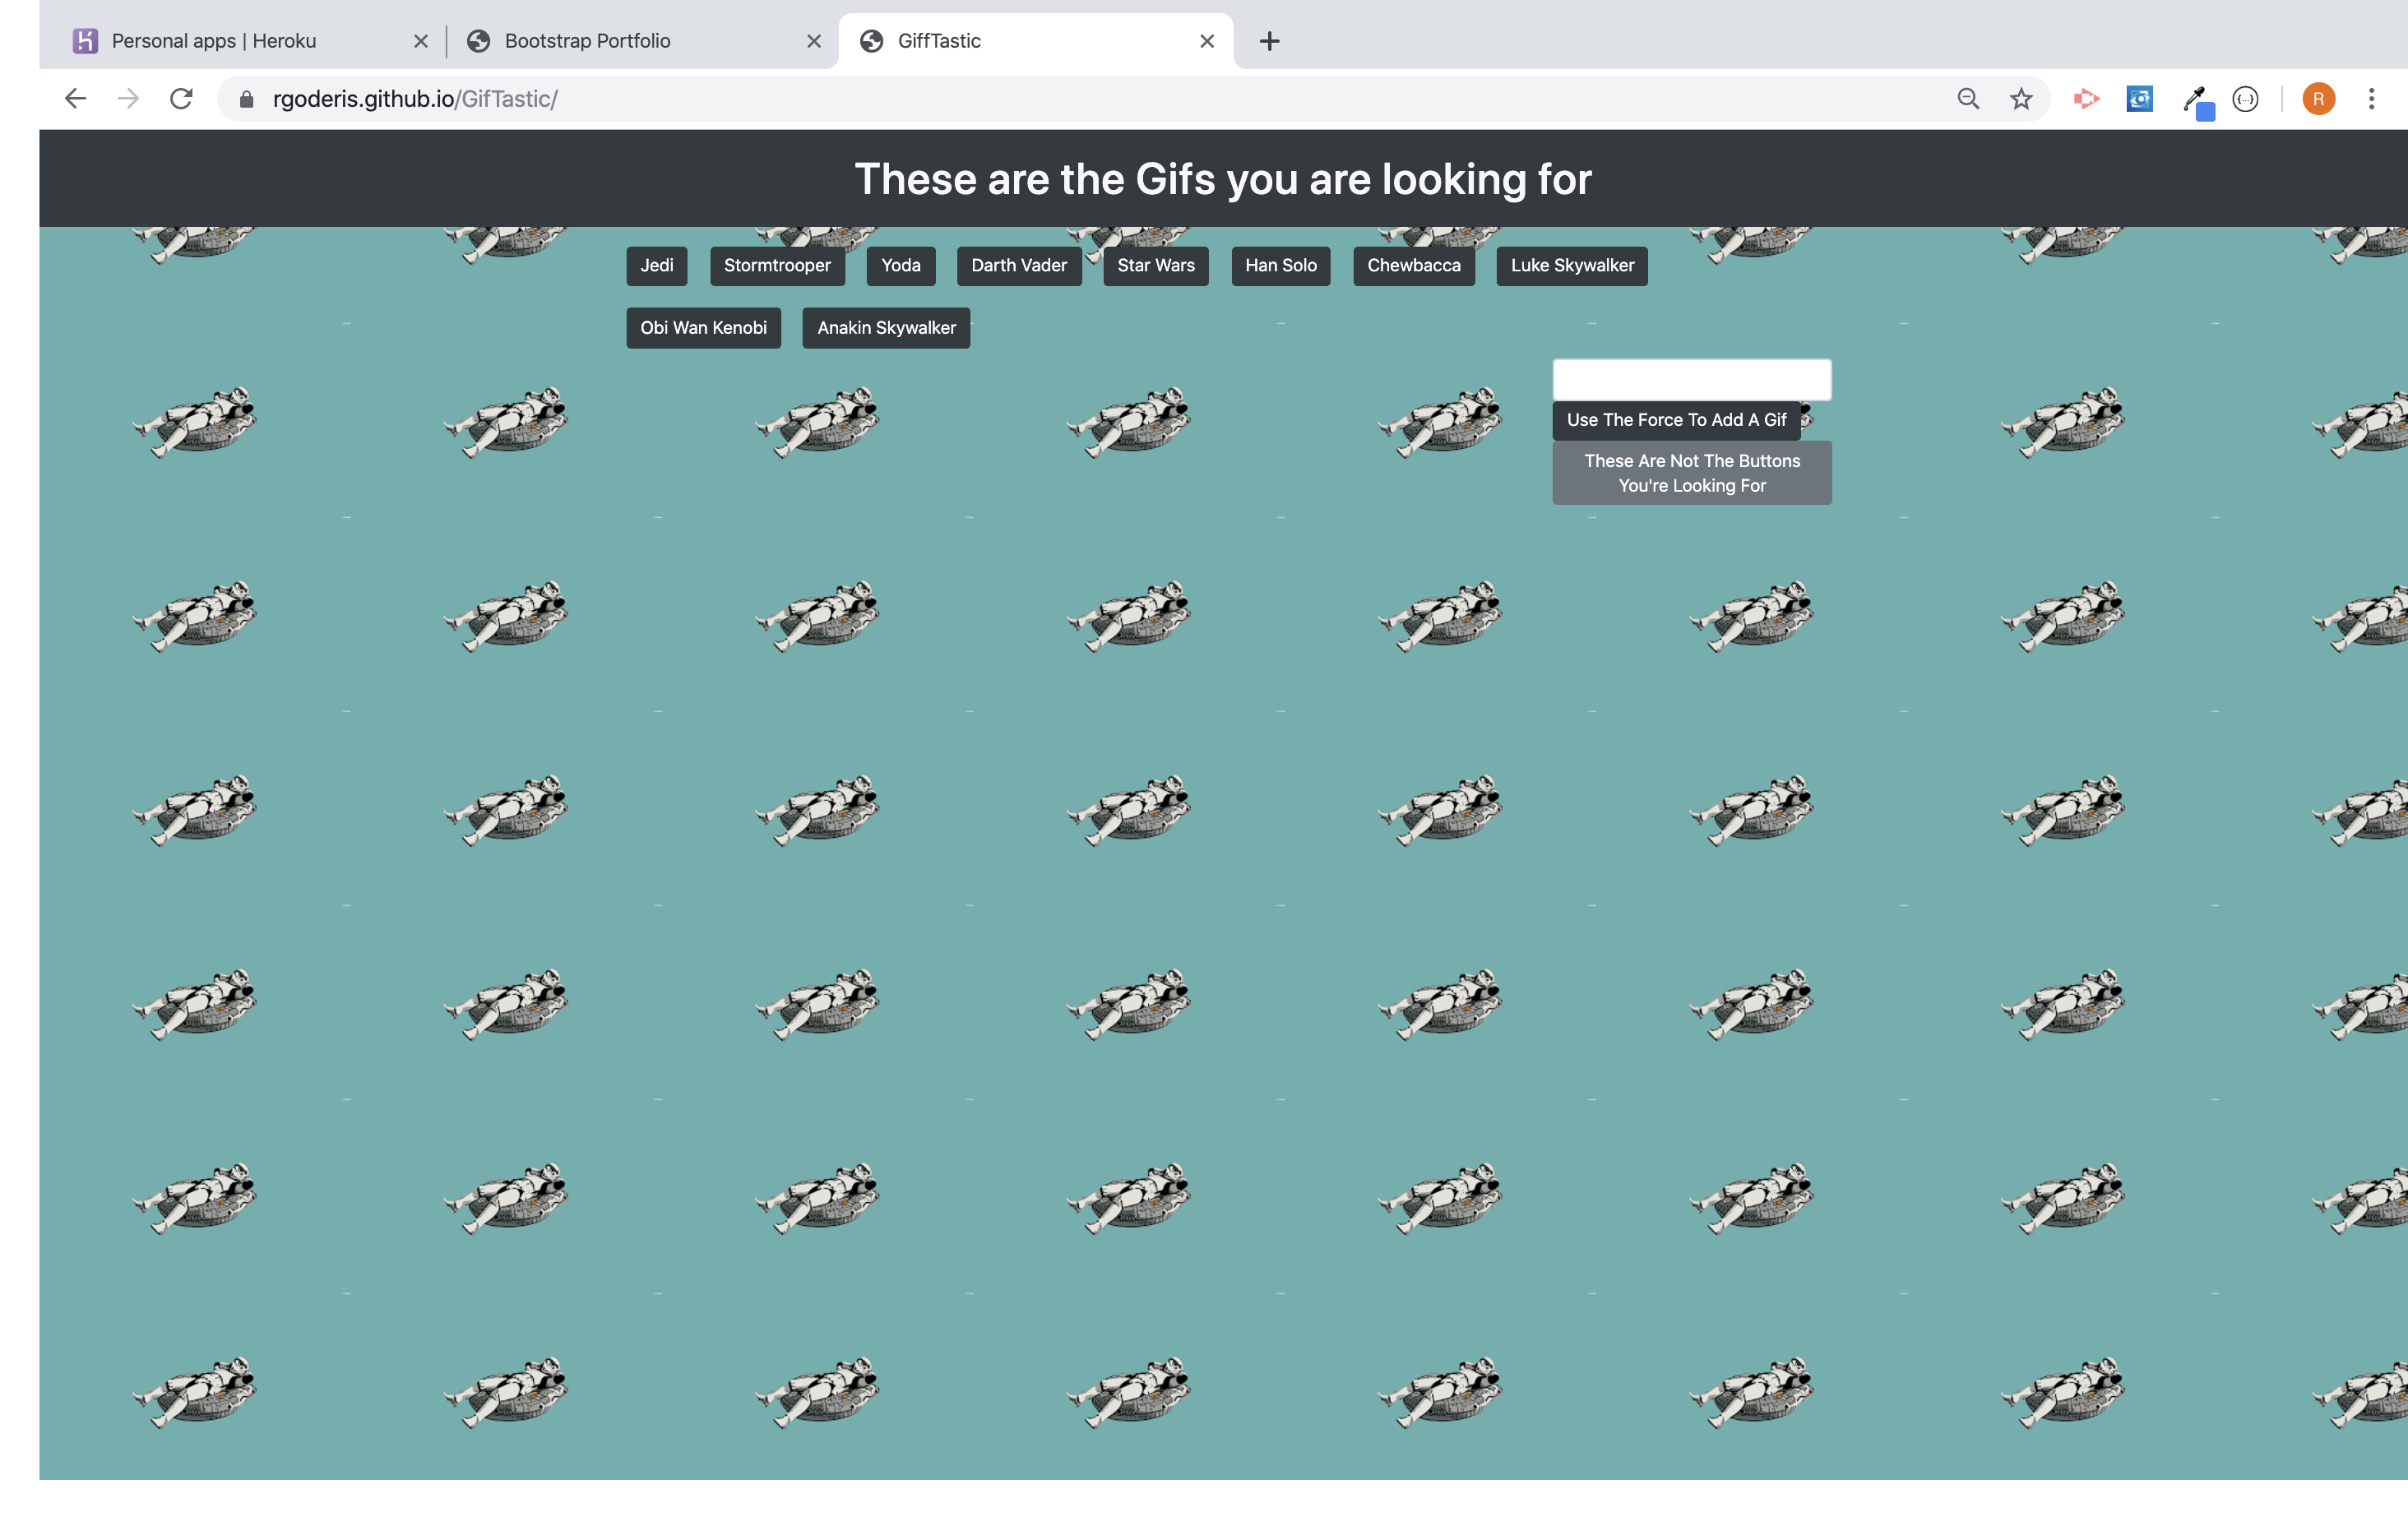 Personal apps | Heroku
Bootstrap Portfolio
GiffTastic
rgoderis.github.io/GifTastic/
R
These are the Gifs you are looking for
Jedi
Stormtrooper
Yoda
Darth Vader
Star Wars
Han Solo
Chewbacca
Luke Skywalker
Obi Wan Kenobi
Anakin Skywalker
Use The Force To Add A Gif
These Are Not The Buttons
You're Looking For